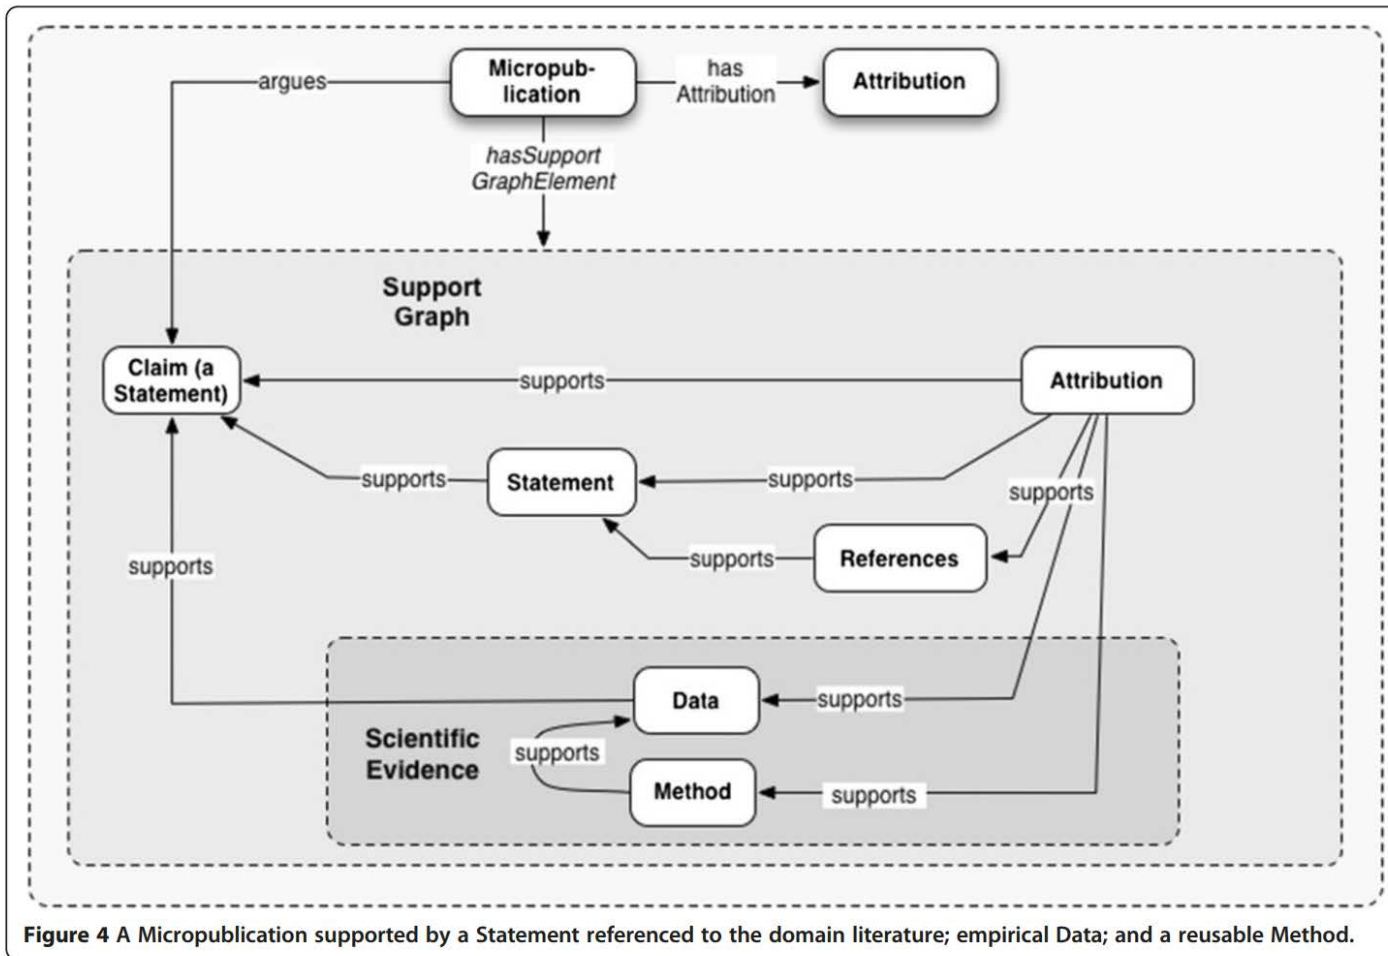 Micropub-
lication
argues
has
Attribution
Attribution
hasSupport
GraphElement
Support
Graph
Claim (a
Statement)
supports
Attribution
supports
Statement
supports
supports
supports
References
supports
Data
supports
Scientific
Evidence
supports
Method
supports
Figure 4 A Micropublication supported by a Statement referenced to the domain literature; empirical Data; and a reusable Method.